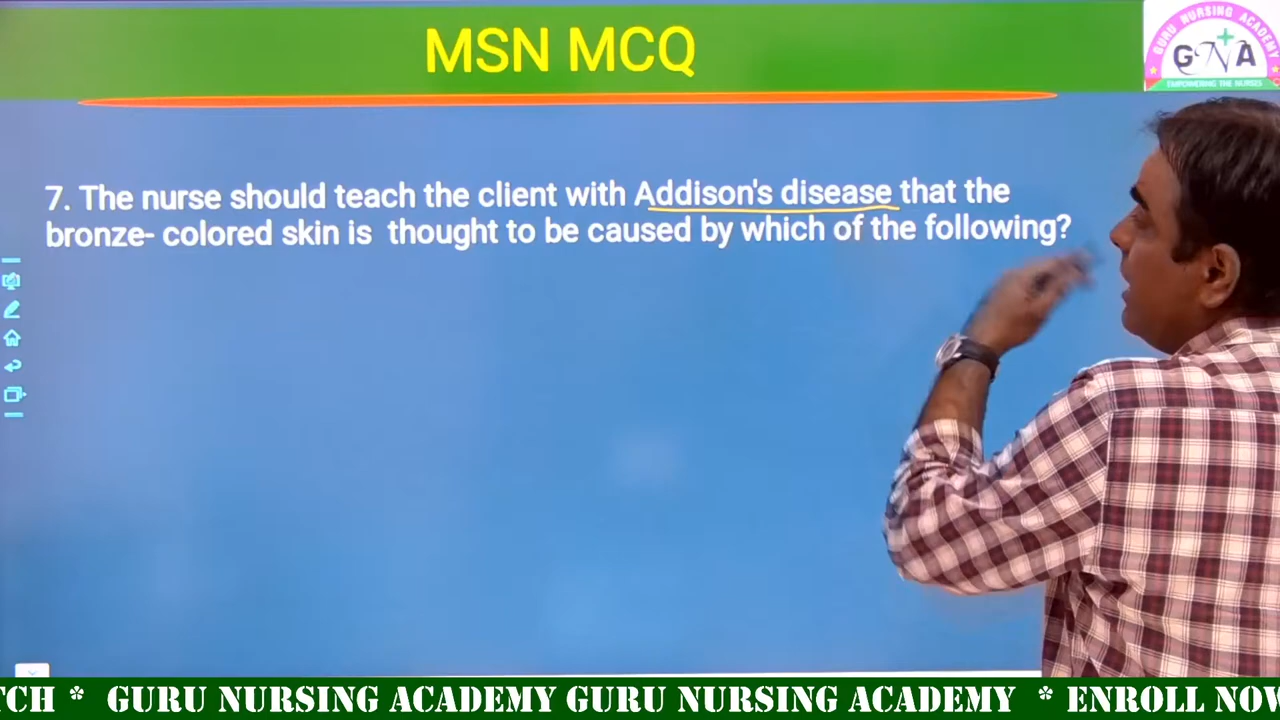 MSN MCQ
GURU NURSING ACADEMY
GNA
EMPOWERING THE NURSES
7. The nurse should teach the client with Addison's disease that the
bronze- colored skin is  thought to be caused by which of the following?
TCH * GURU NURSING ACADEMY GURU NURSING ACADEMY * ENROLL NOW